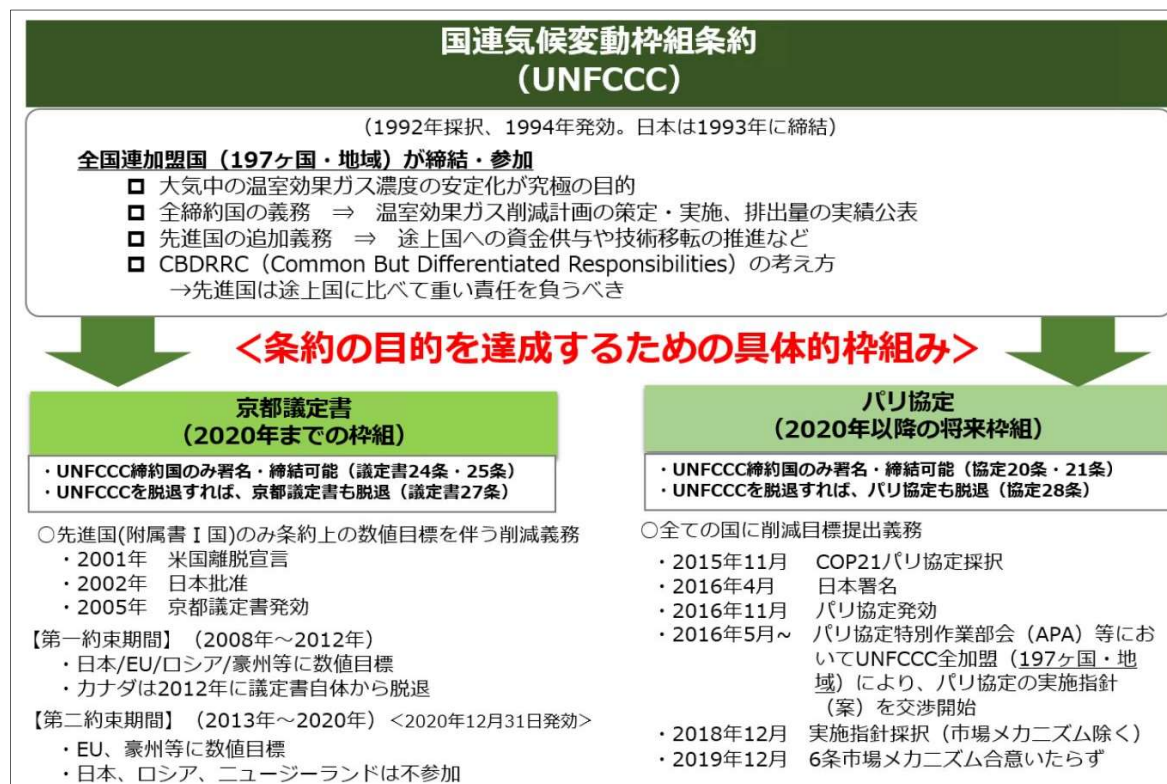 国連気候変動枠組条約
（UNFCCC）
（1992年採択、1994年発効。日本は1993年に締結）
全国連加盟国（197ヶ国・地域）が締結・参加
大気中の温室効果ガス濃度の安定化が究極の目的
全締約国の義務　⇒　温室効果ガス削減計画の策定・実施、排出量の実績公表
先進国の追加義務　⇒　途上国への資金供与や技術移転の推進など
CBDRRC（Common But Differentiated Responsibilities）の考え方
→先進国は途上国に比べて重い責任を負うべき
＜条約の目的を達成するための具体的枠組み＞
京都議定書
（2020年までの枠組）
・UNFCCC締約国のみ署名・締結可能（議定書24条・25条）
・UNFCCCを脱退すれば、京都議定書も脱退（議定書27条）
○先進国(附属書Ⅰ国)のみ条約上の数値目標を伴う削減義務
・2001年　米国離脱宣言
・2002年　日本批准
・2005年　京都議定書発効
【第一約束期間】（2008年～2012年）
・日本/EU/ロシア/豪州等に数値目標
・カナダは2012年に議定書自体から脱退
【第二約束期間】（2013年～2020年）＜2020年12月31日発効＞
・EU、豪州等に数値目標
・日本、ロシア、ニュージーランドは不参加
パリ協定
（2020年以降の将来枠組）
・UNFCCC締約国のみ署名・締結可能（協定20条・21条）
・UNFCCCを脱退すれば、パリ協定も脱退（協定28条）
○全ての国に削減目標提出義務
・2015年11月　COP21パリ協定採択
・2016年4月　日本署名
・2016年11月　パリ協定発効
・2016年5月~　パリ協定特別作業部会（APA）等にお
いてUNFCCC全加盟（197ヶ国・地
域）により、パリ協定の実施指針
（案）を交渉開始
・2018年12月　実施指針採択（市場メカニズム除く）
・2019年12月　6条市場メカニズム合意いたらず